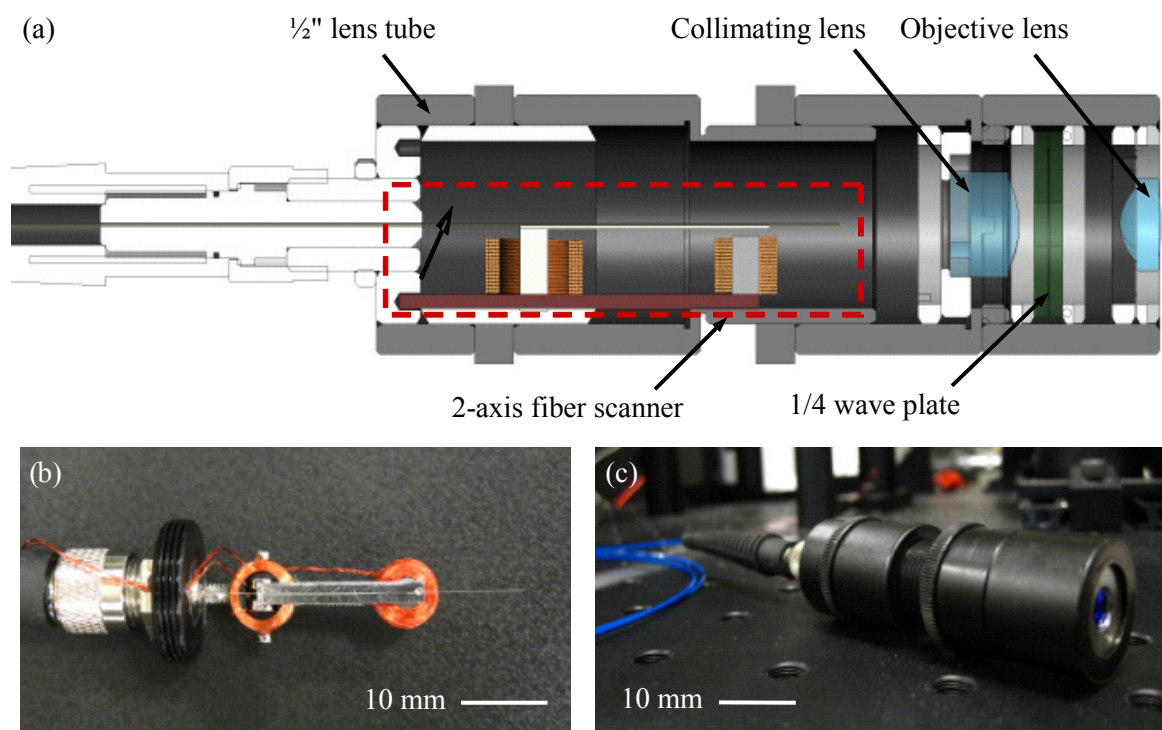 (a)
½" lens tube
Collimating lens
Objective lens
2-axis fiber scanner
1/4 wave plate
(b)
10 mm
(c)
10 mm